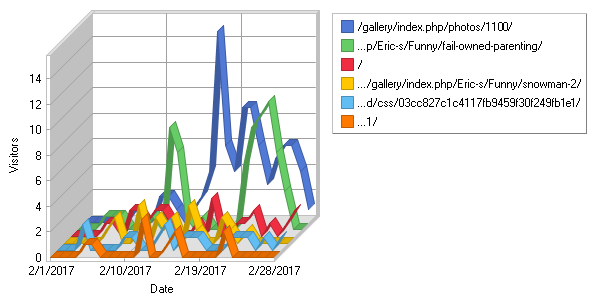 /gallery/index.php/photos/1100/
...p/Eric-s/Funny/fail-owned-parenting/
/
.../gallery/index.php/Eric-s/Funny/snowman-2/
...d/css/03cc827c1c4117fb9459f30f249fb1e1/
...1/
14
12
10
8
6
4
2
0
Visitors
2/1/2017 2/10/2017 2/19/2017 2/28/2017
Date